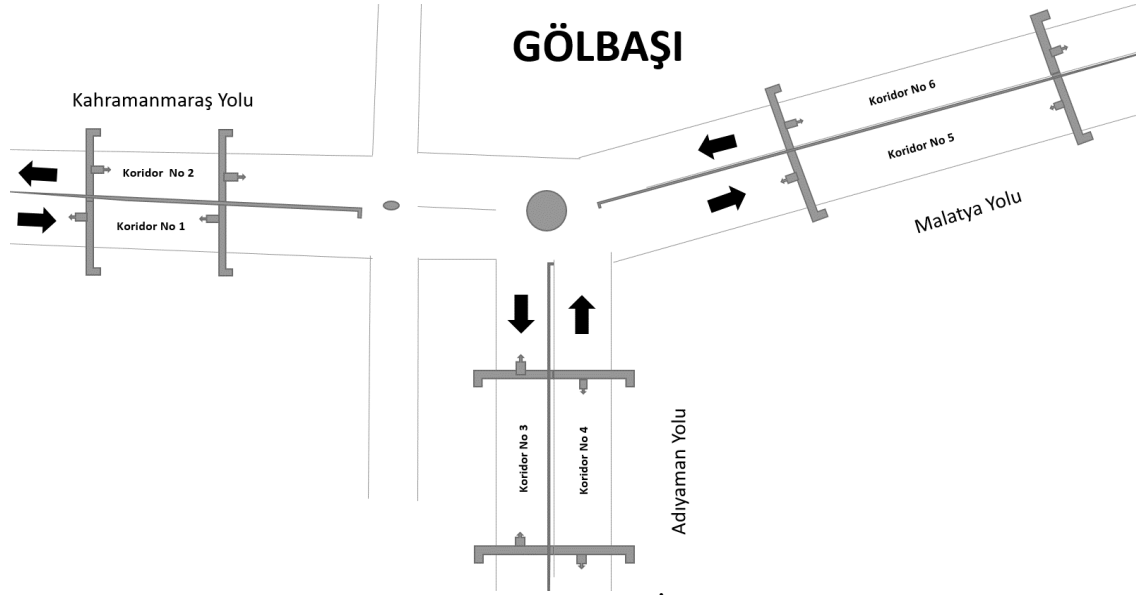 GÖLBAŞI
Kahramanmaraş Yolu
Koridor No 6
Koridor No 5
Koridor No 2
Koridor No 1
Malatya Yolu
Koridor No 3
Koridor No 4
Adıyaman Yolu